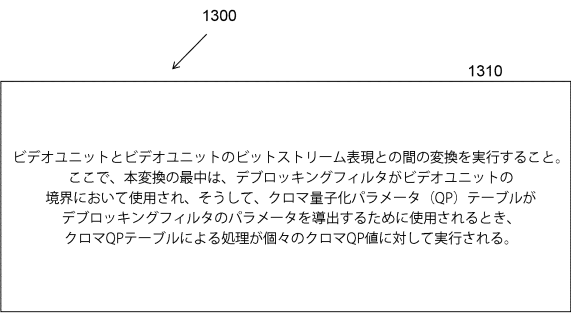 1300
1310
ビデオユニットとビデオユニットのビットストリーム表現との間の変換を実行すること。
ここで、本変換の最中は、デブロッキングフィルタがビデオユニットの
境界において使用され、そうして、クロマ量子化パラメータ（QP）テーブルが
デブロッキングフィルタのパラメータを導出するために使用されるとき、
クロマQPテーブルによる処理が個々のクロマQP値に対して実行される。